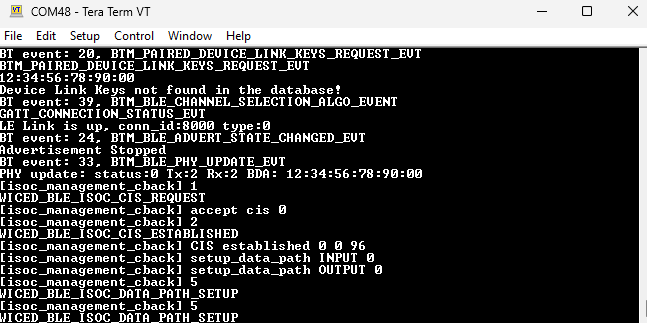 COM48 - Tera Term VT
File Edit Setup Control Window Help
BT event: 20, BTM_PAIRED_DEVICE_LINK_KEYS_REQUEST_EVT
BTM_PAIRED_DEVICE_LINK_KEYS_REQUEST_EVT
12:34:56:78:90:00
Device Link Keys not found in the database!
BT event: 39, BTM_BLE_CHANNEL_SELECTION_ALGO_EVENT
GATT_CONNECTION_STATUS_EVT
LE Link is up, conn_id:8000 type:0
BT event: 24, BTM_BLE_ADVERT_STATE_CHANGED_EVT
Advertisement Stopped
BT event: 33, BTM_BLE_PHY_UPDATE_EVT
PHY update: status:0 Tx:2 Rx:2 BDA: 12:34:56:78:90:00
[isoc_management_cback] 1
WICED_BLE_ISOC_CIS_REQUEST
[isoc_management_cback] accept cis 0
[isoc_management_cback] 2
WICED_BLE_ISOC_CIS_ESTABLISHED
[isoc_management_cback] CIS established 0 0 96
[isoc_management_cback] setup_data_path INPUT 0
[isoc_management_cback] setup_data_path OUTPUT 0
[isoc_management_cback] 5
WICED_BLE_ISOC_DATA_PATH_SETUP
[isoc_management_cback] 5
WICED_BLE_ISOC_DATA_PATH_SETUP